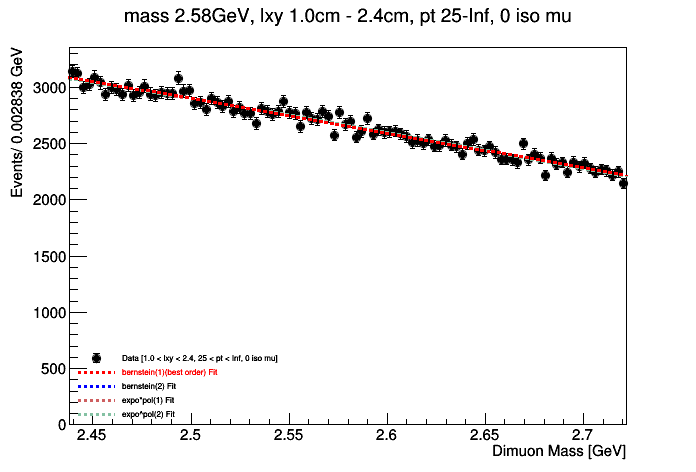 mass 2.58GeV, lxy 1.0cm - 2.4cm, pt 25-Inf, 0 iso mu
Events/ 0.002838 GeV
3000
2500
2000
1500
1000
500
0
Data [1.0 < lxy < 2.4, 25 < pt < Inf, 0 iso mu]
bernstein(1)(best order) Fit
bernstein(2) Fit
expo*pol(1) Fit
expo^pol(2) Fit
2.45 2.5 2.55 2.6 2.65 2.7
Dimuon Mass [GeV]